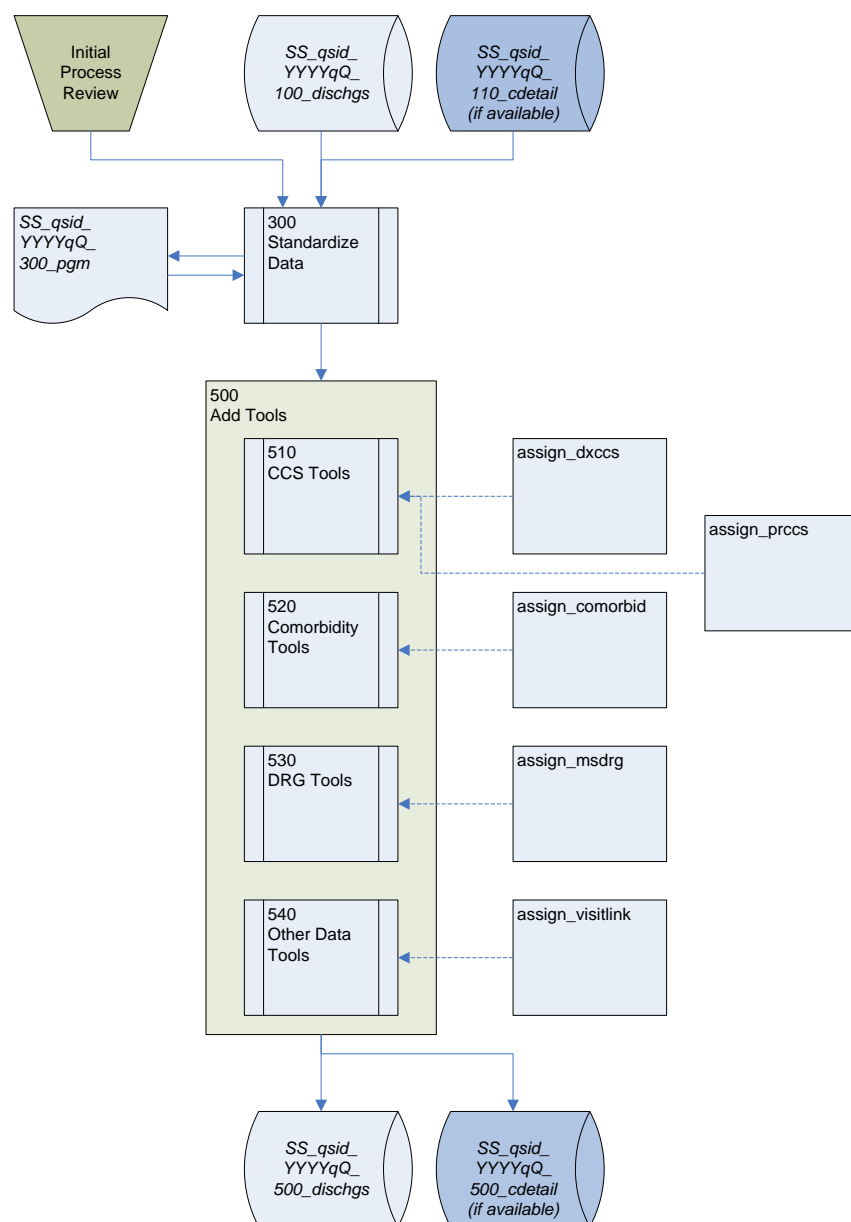 Initial
Process
Review
SS_qsid_
YYYYqQ_
100_dischgs
SS_qsid_
YYYYqQ_
110_cdetail
(if available)
SS_qsid_
YYYYqQ_
300_pgm
300
Standardize
Data
500
Add Tools
510
CCS Tools
assign_dxccs
assign_prccs
520
Comorbidity
Tools
assign_comorbid
530
DRG Tools
assign_msdrg
540
Other Data
Tools
assign_visitlink
SS_qsid_
YYYYqQ_
500_dischgs
SS_qsid_
YYYYqQ_
500_cdetail
(if available)